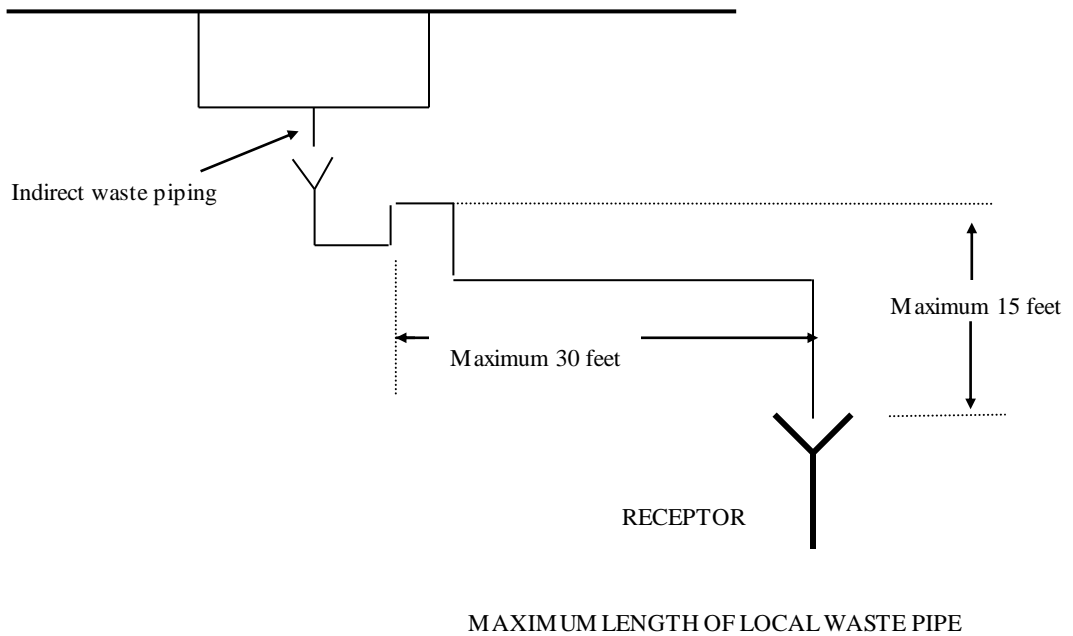 Indirect waste piping
Maximum 15 feet
Maximum 30 feet
RECEPTOR
MAXIMUM LENGTH OF LOCAL WASTE PIPE